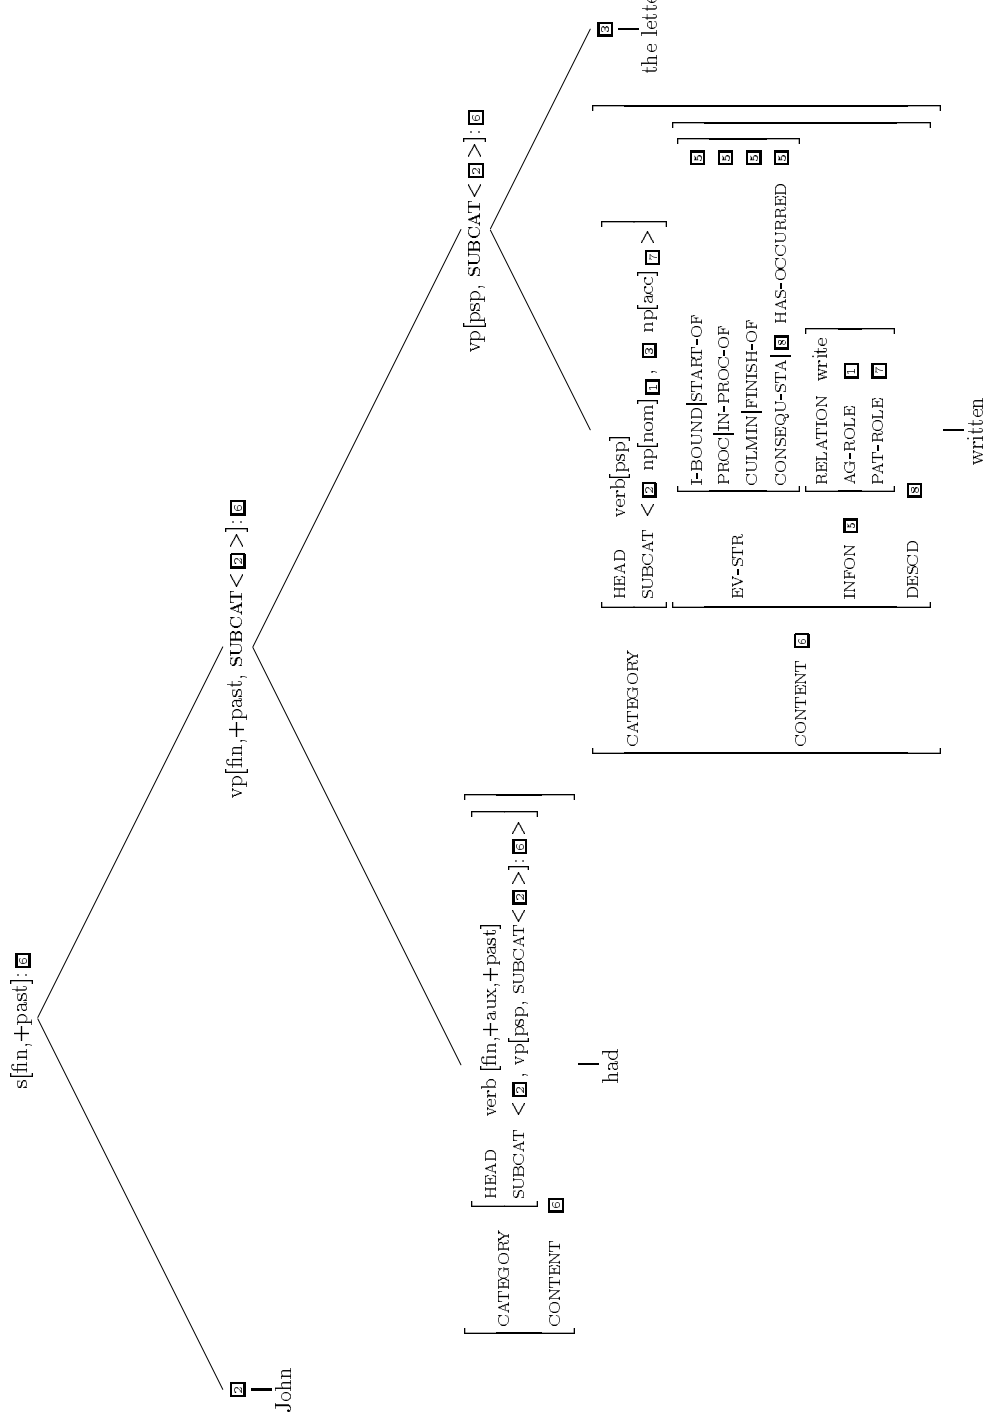 s[fin,+past]:6
2
John
vp[fin,+past, SUBCAT<2>]:6
CATEGORY
HEAD verb [fin,+aux,+past]
SUBCAT <2, vp[psp, SUBCAT<2>]:6>
CONTENT 6
had
vp[psp, SUBCAT<2>]:6
CATEGORY
HEAD verb[psp]
SUBCAT <2 np[nom]1, 3 np[acc]7>
CONTENT 6
EV-STR
I-BOUND|START-OF 5
PROC|IN-PROC-OF 5
CULMIN|FINISH-OF 5
CONSEQU-STA|8 HAS-OCCURRED 5
INFON 5
RELATION write
AG-ROLE 1
PAT-ROLE 7
DESCD 8
written
3
the lette